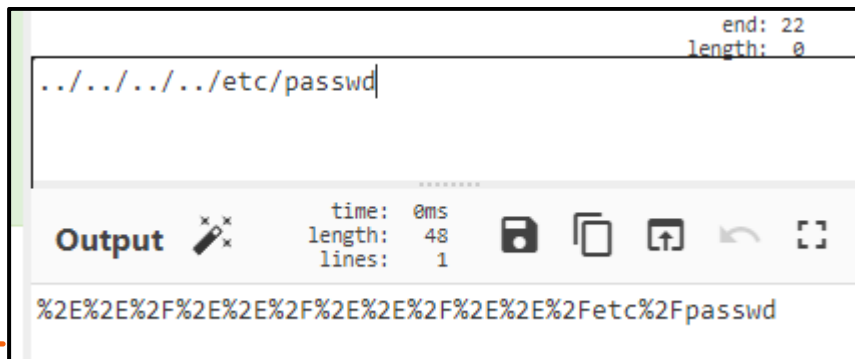 end: 22
length: 0
../../../../etc/passwd
Output
time: 0ms
length: 48
lines: 1
%2E%2E%2F%2E%2E%2F%2E%2E%2F%2E%2E%2Fetc%2Fpasswd